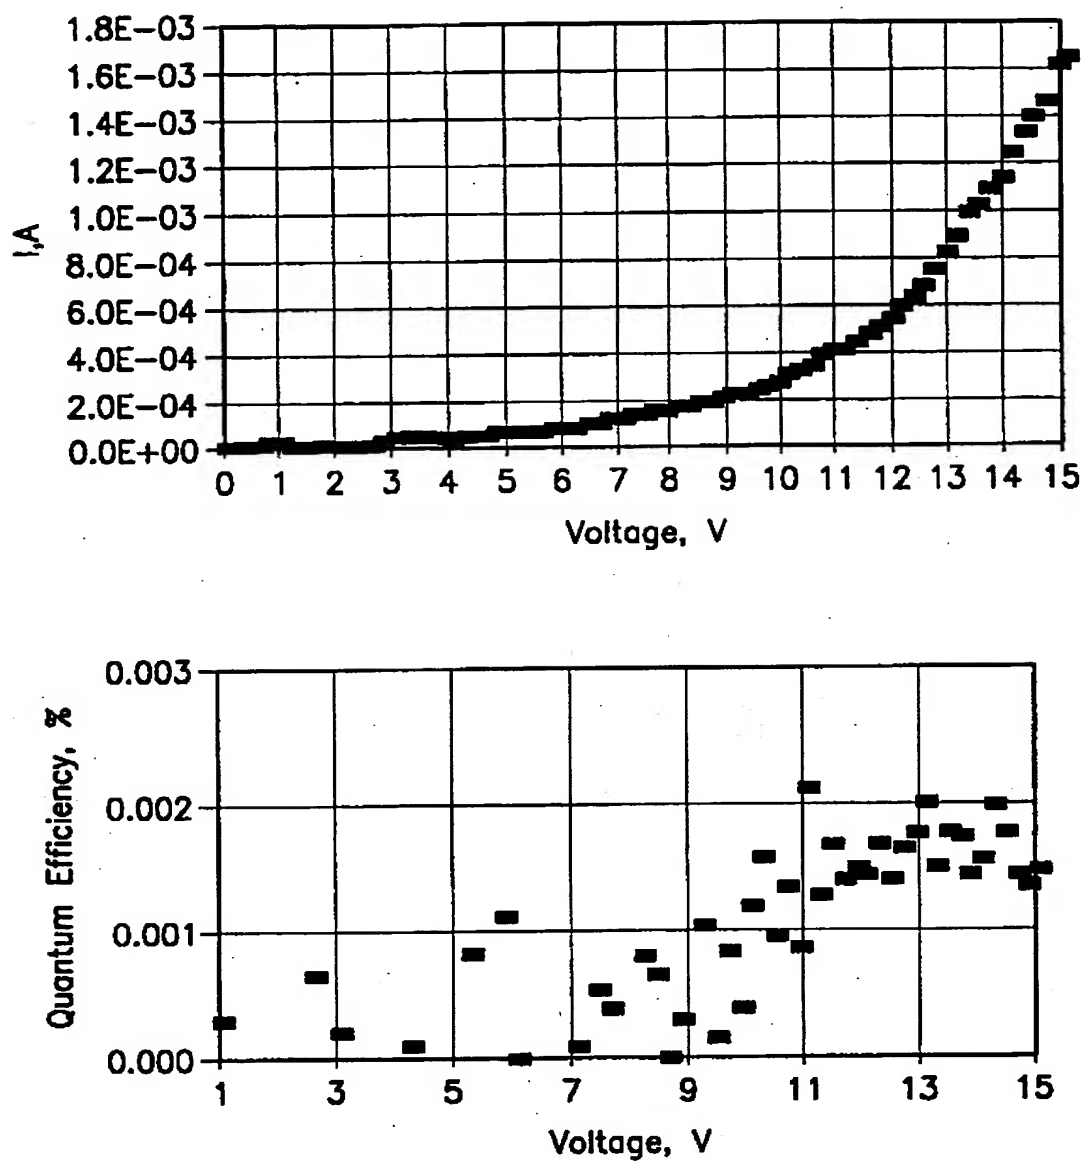 1.8E−03
1.6E−03
1.4E−03
1.2E−03
1.0E−03
8.0E−04
6.0E−04
4.0E−04
2.0E−04
0.0E+00
I,A
0 1 2 3 4 5 6 7 8 9 10 11 12 13 14 15
Voltage, V
0.003
0.002
0.001
0.000
Quantum Efficiency, %
1 3 5 7 9 11 13 15
Voltage, V